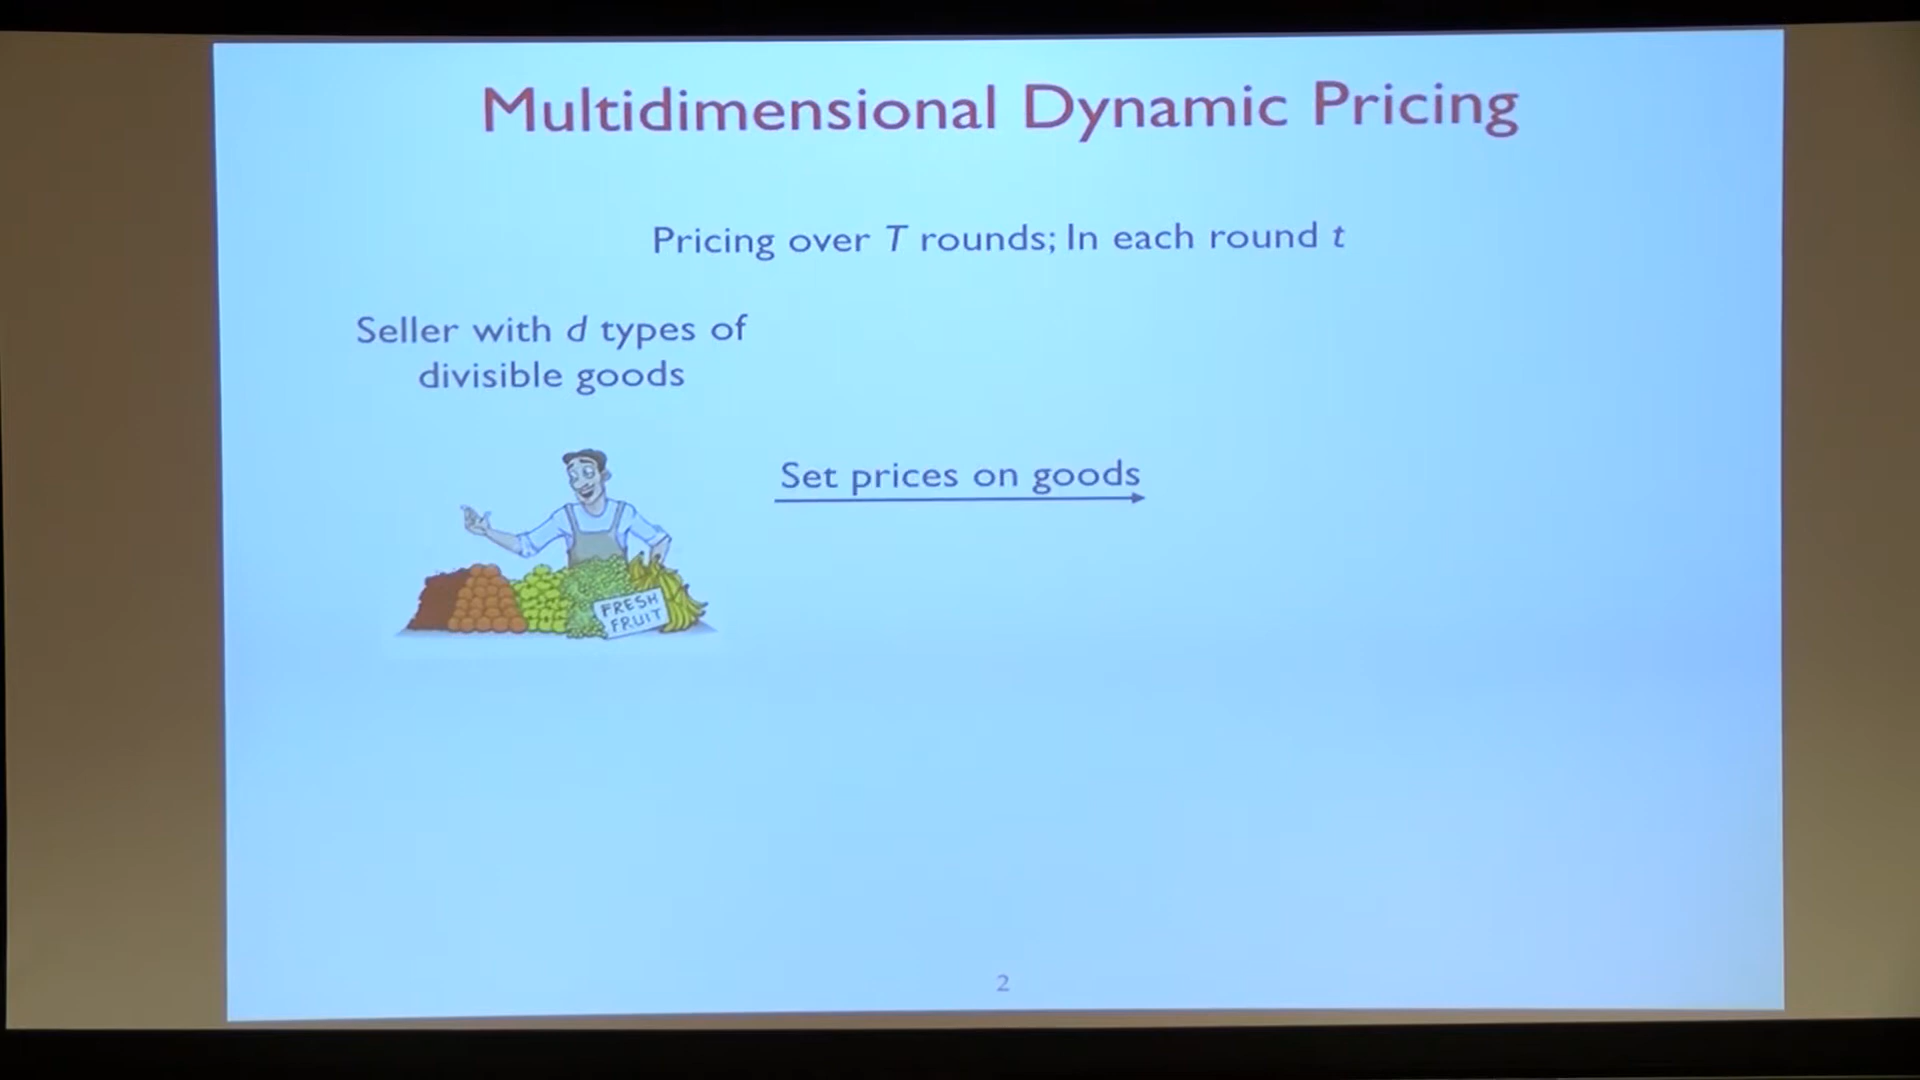 Multidimensional Dynamic Pricing
Pricing over T rounds; In each round t
Seller with d types of
divisible goods
Set prices on goods
FRESH
FRUIT
2